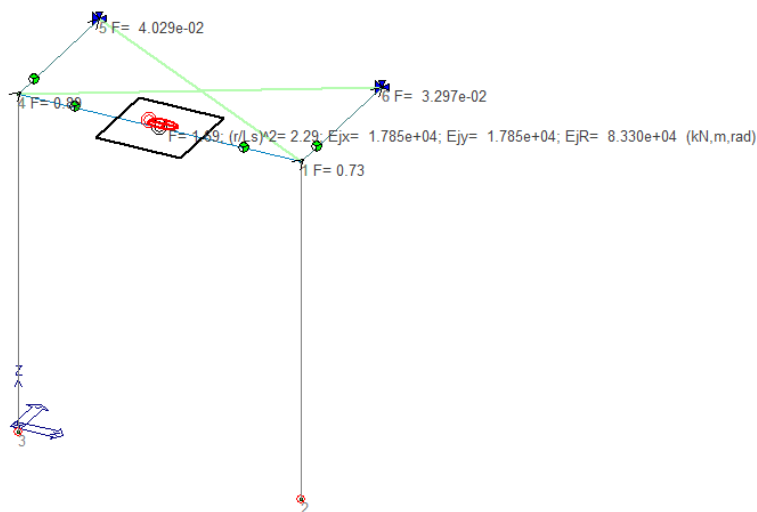 5 F= 4.029e-02
6 F= 3.297e-02
4 F= 0.89
F= 1.69; (r/Ls)^2= 2.29; Ejx= 1.785e+04; Ejy= 1.785e+04; EjR= 8.330e+04 (kN,m,rad)
1 F= 0.73
Z
3
2